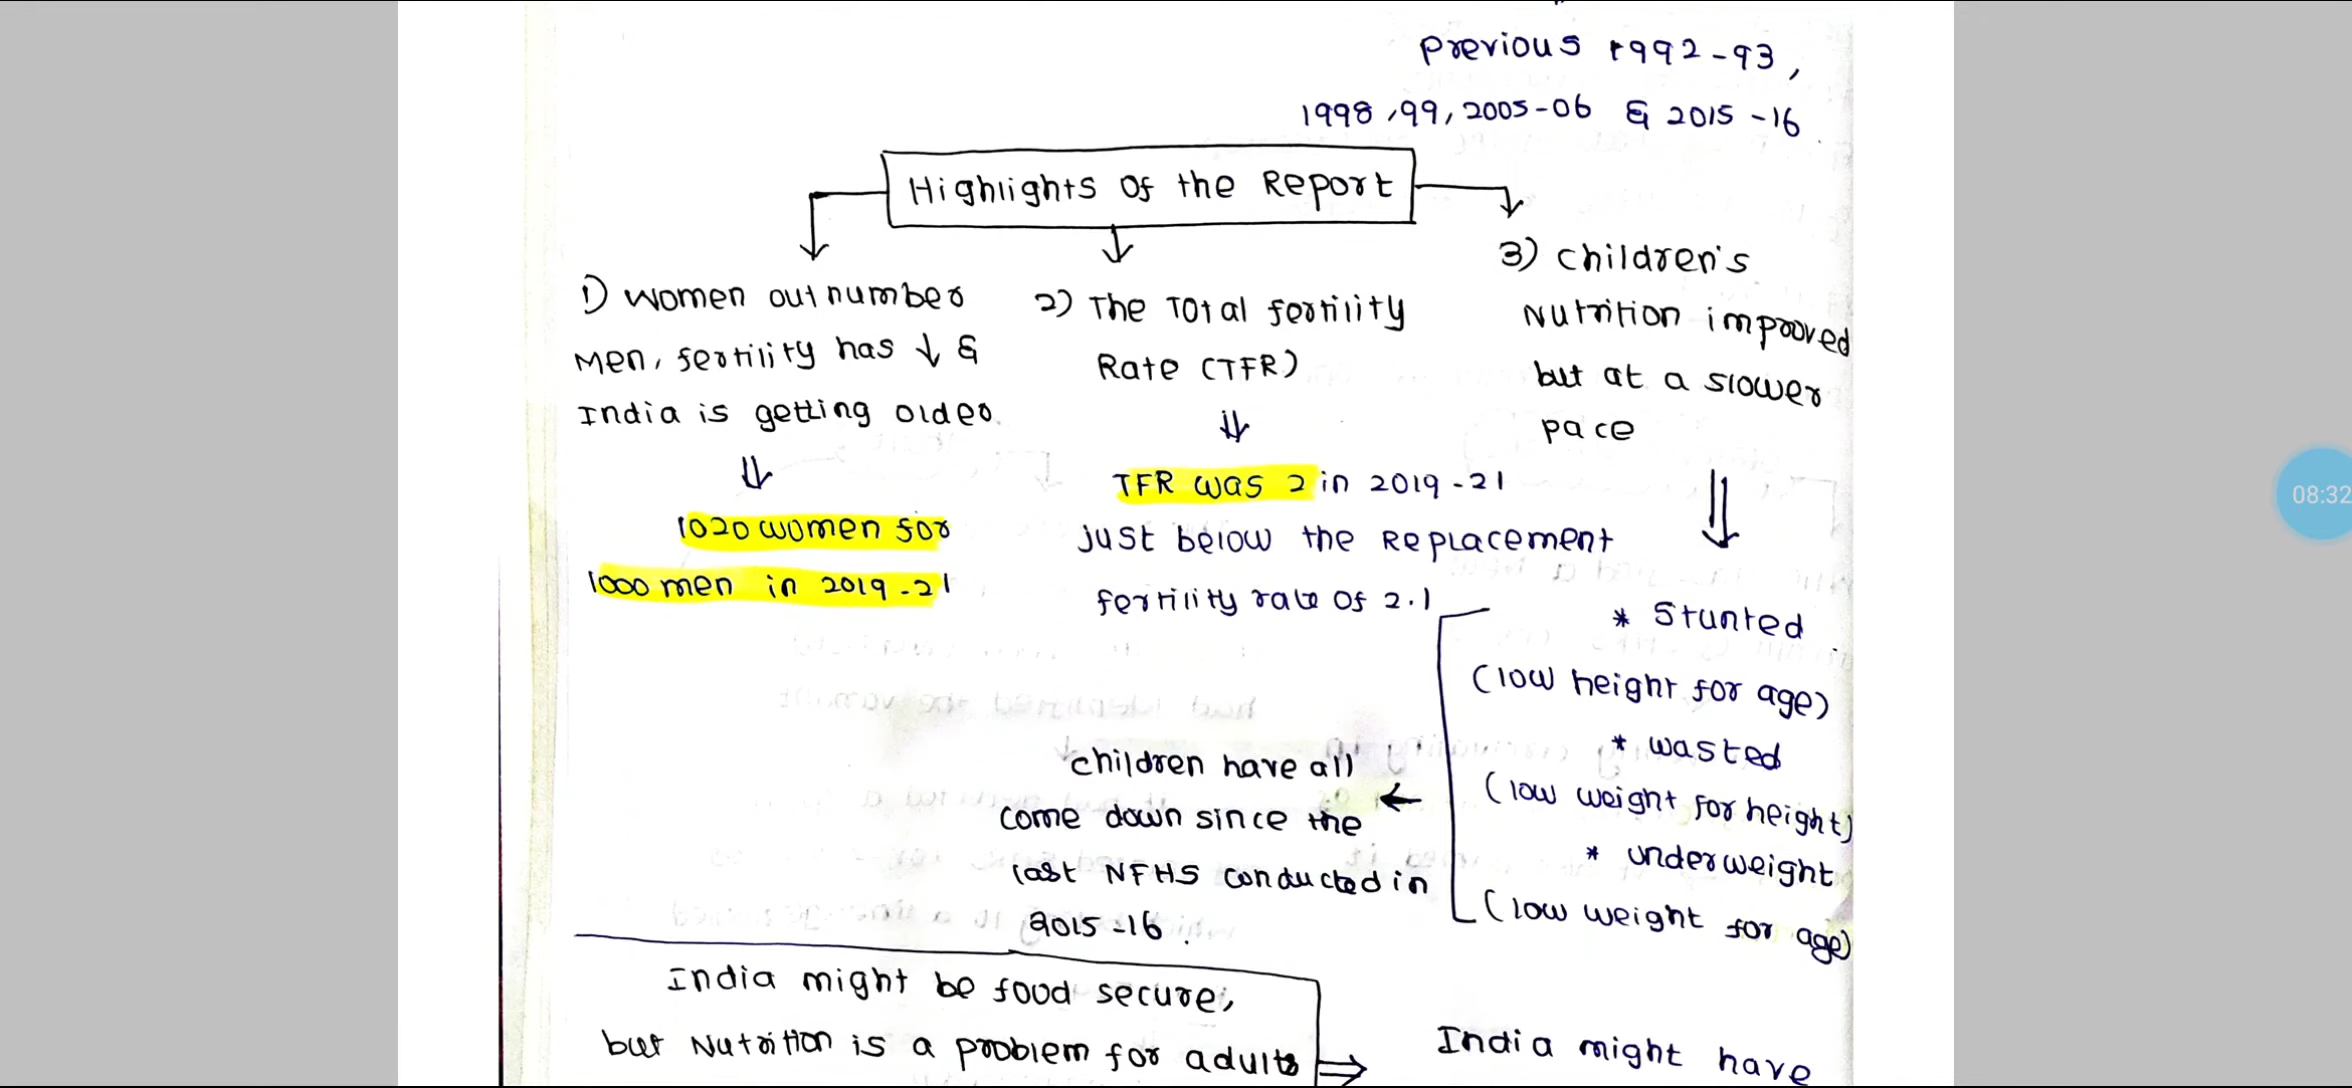 Previous 1992-93,
1998,99, 2005-06 & 2015-16
Highlights of the Report
1) women outnumber
Men, fertility has ↓ &
India is getting older.
⇓
1020 women for
1000 men in 2019-21
2) The Total fertility
Rate (TFR)
⇓
TFR was 2 in 2019-21
just below the Replacement
fertility rate of 2.1
3) Children's
Nutrition improved
but at a slower
pace
⇓
* Stunted
(low height for age)
* wasted
(low weight for height)
* underweight
(low weight for age)
←
children have all
come down since the
last NFHS conducted in
2015-16.
India might be food secure,
but Nutrition is a problem for adults
⇒ India might have
08:32